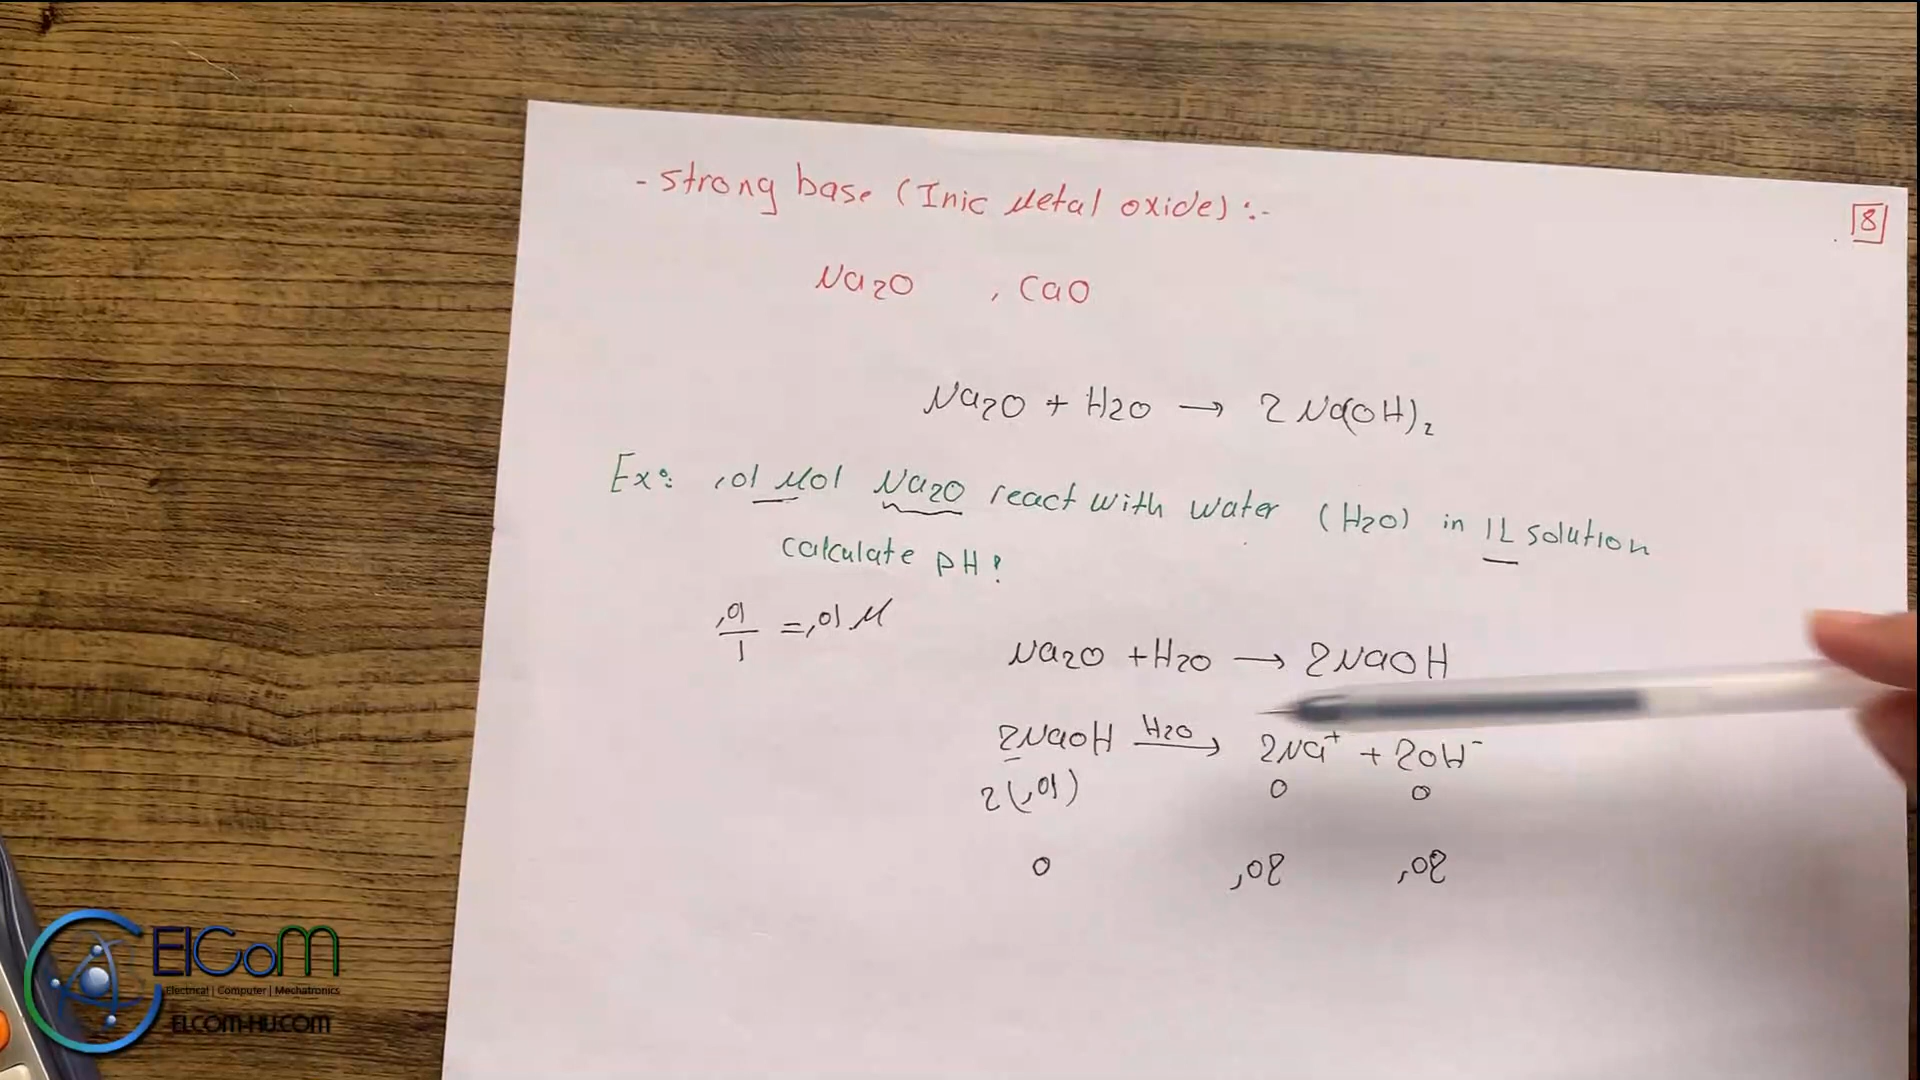 - strong base (Inic Metal oxide) :-
8
Na2O , CaO
Na2O + H2O → 2 Na(OH)2
Ex: ,01 Mol Na2O react with water (H2O) in 1L solution
calculate pH?
,01/1 = ,01 M
Na2O + H2O → 2NaOH
2NaOH H2O→ 2Na+ + 2OH-
2(,01) 0 0
0 ,02 ,02
ElCoM
Electrical | Computer | Mechatronics
ELCOM-HU.COM